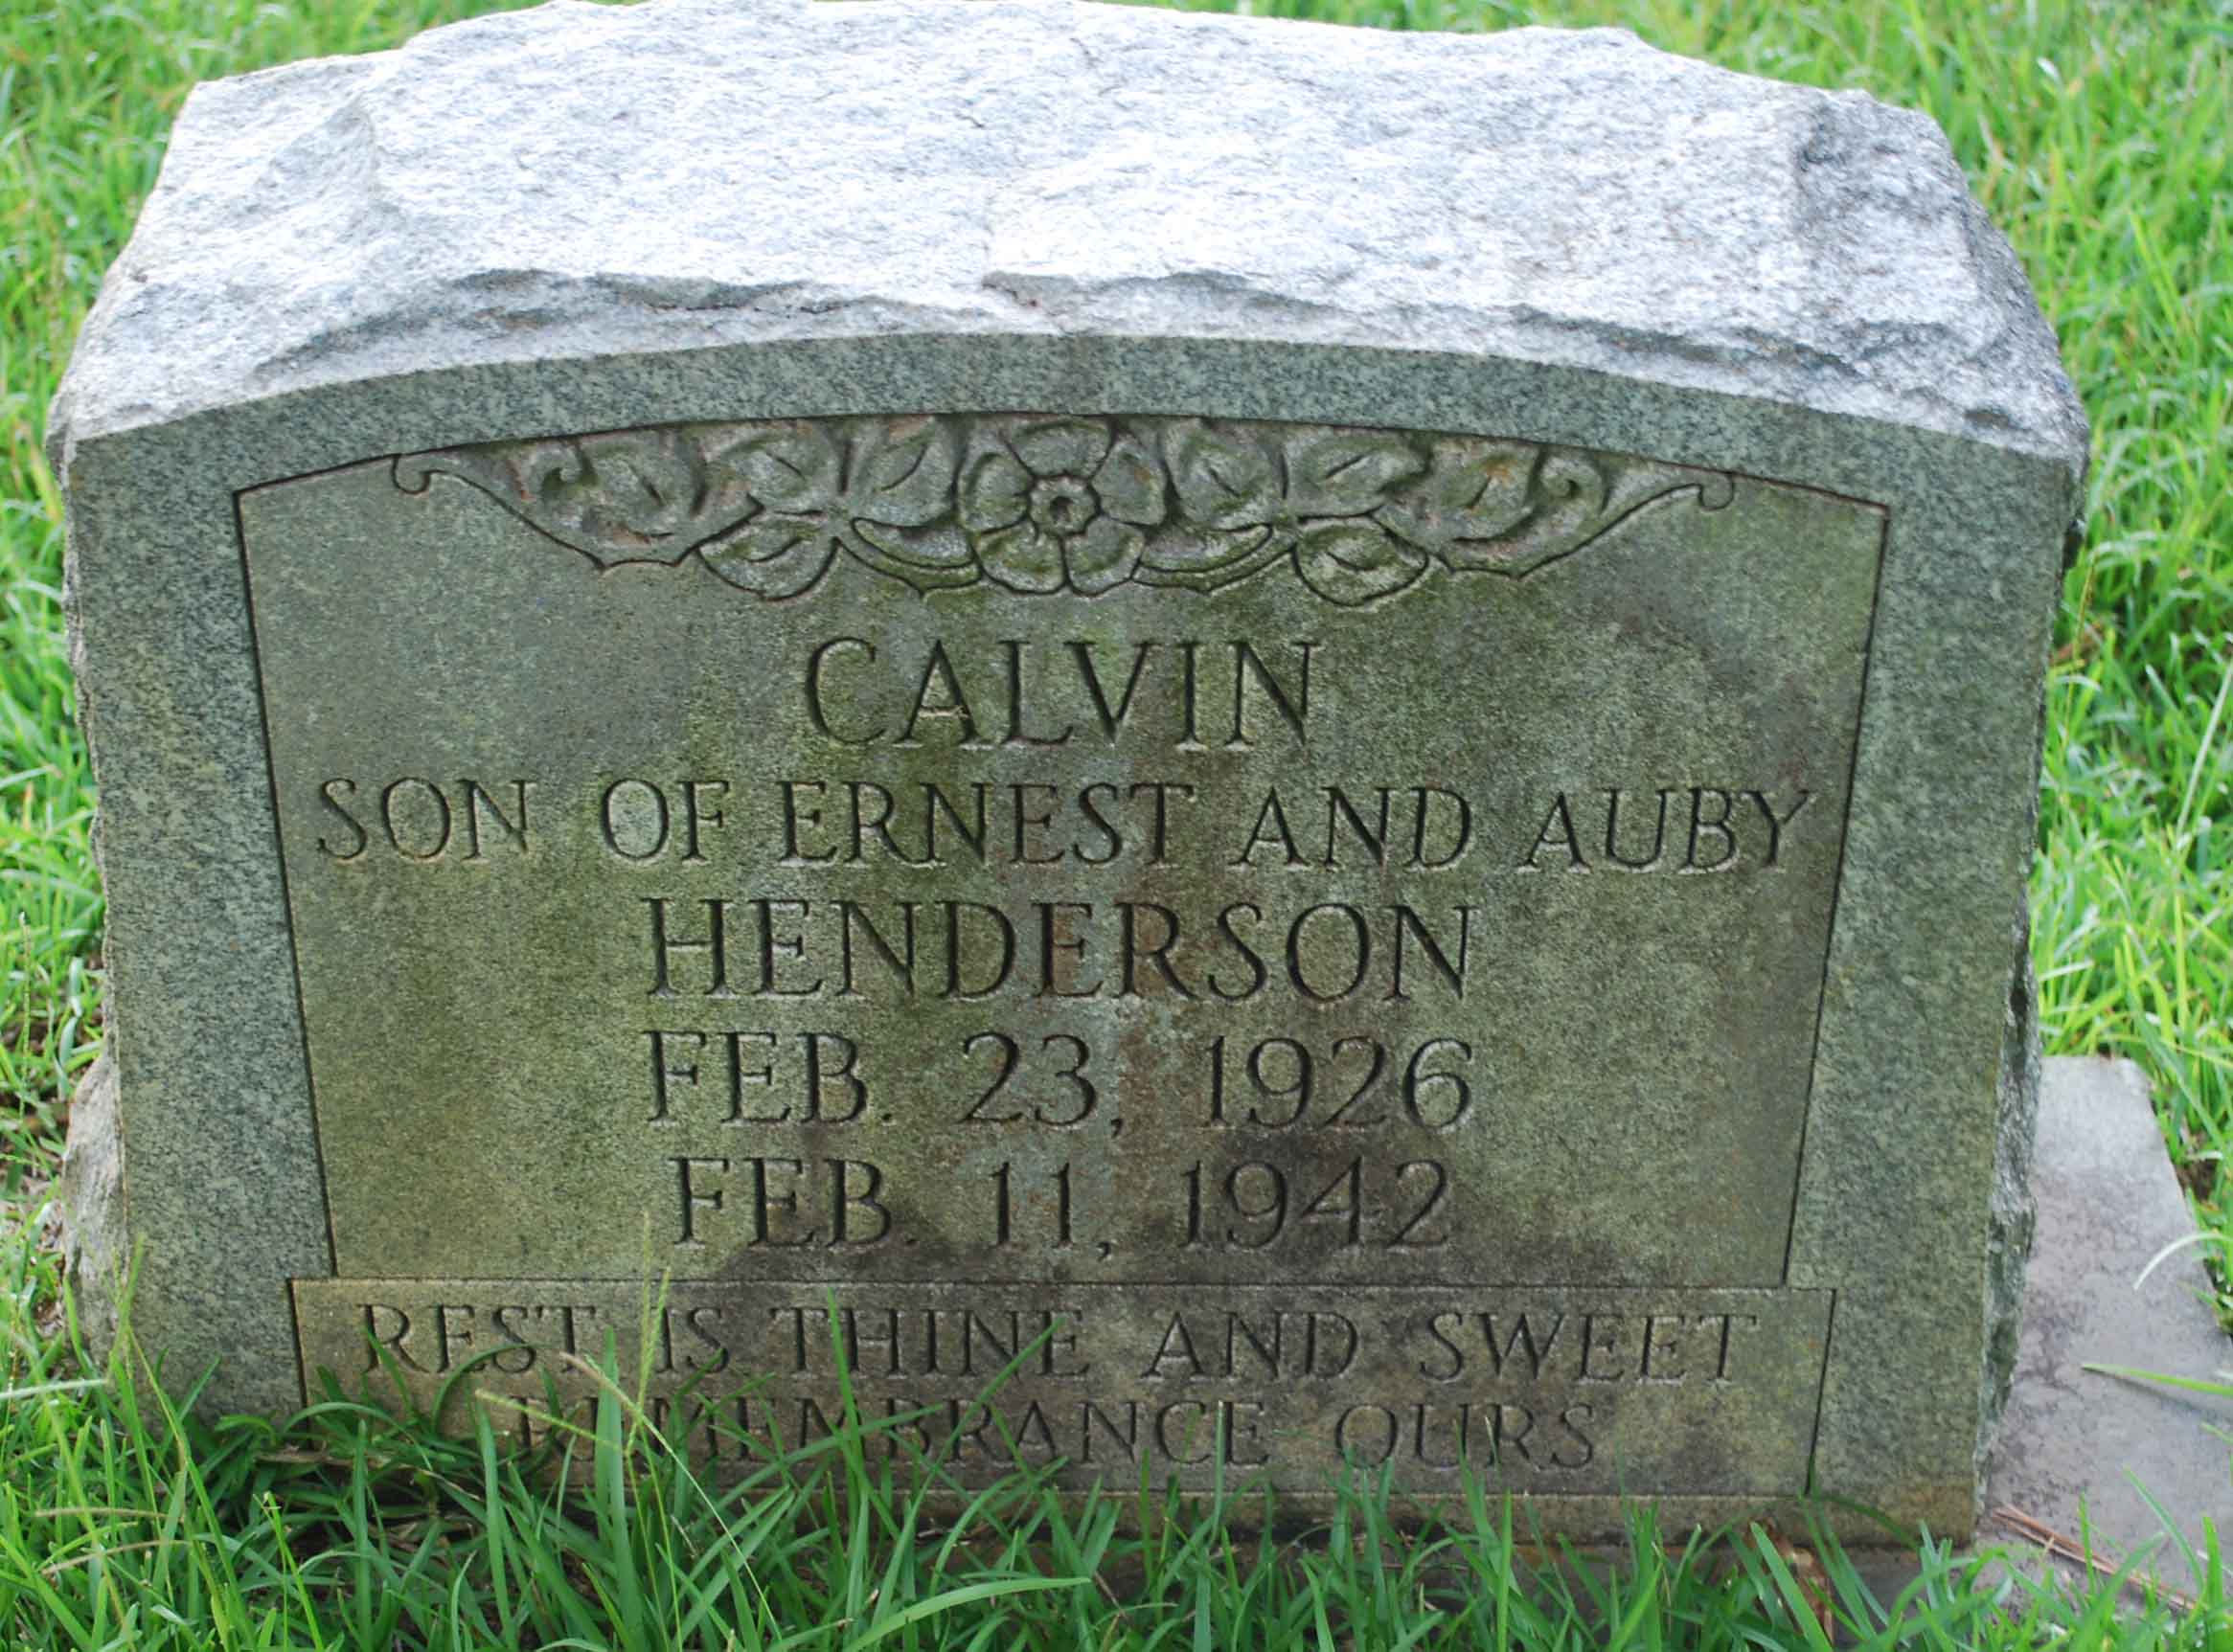 CALVIN
SON OF ERNEST AND AUBY
HENDERSON
FEB. 23, 1926
FEB. 11, 1942
REST IS THINE AND SWEET
REMEMBRANCE OURS